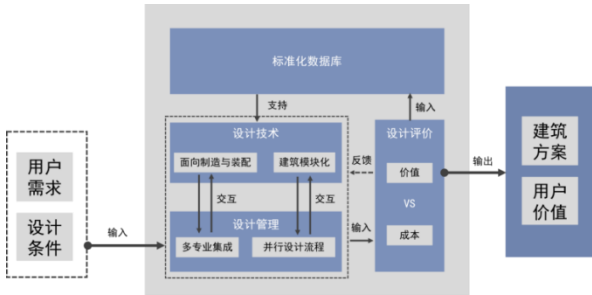 标准化数据库
支持
输入
设计技术
面向制造与装配
建筑模块化
交互
交互
设计管理
多专业集成
并行设计流程
用户
需求
设计
条件
输入
反馈
输入
设计评价
价值
VS
成本
输出
建筑
方案
用户
价值